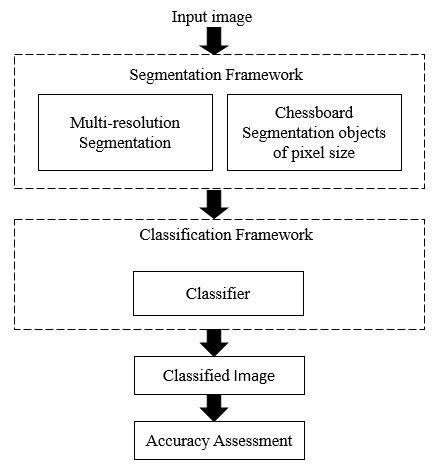 Input image
Segmentation Framework
Multi-resolution
Segmentation
Chessboard
Segmentation objects
of pixel size
Classification Framework
Classifier
Classified Image
Accuracy Assessment